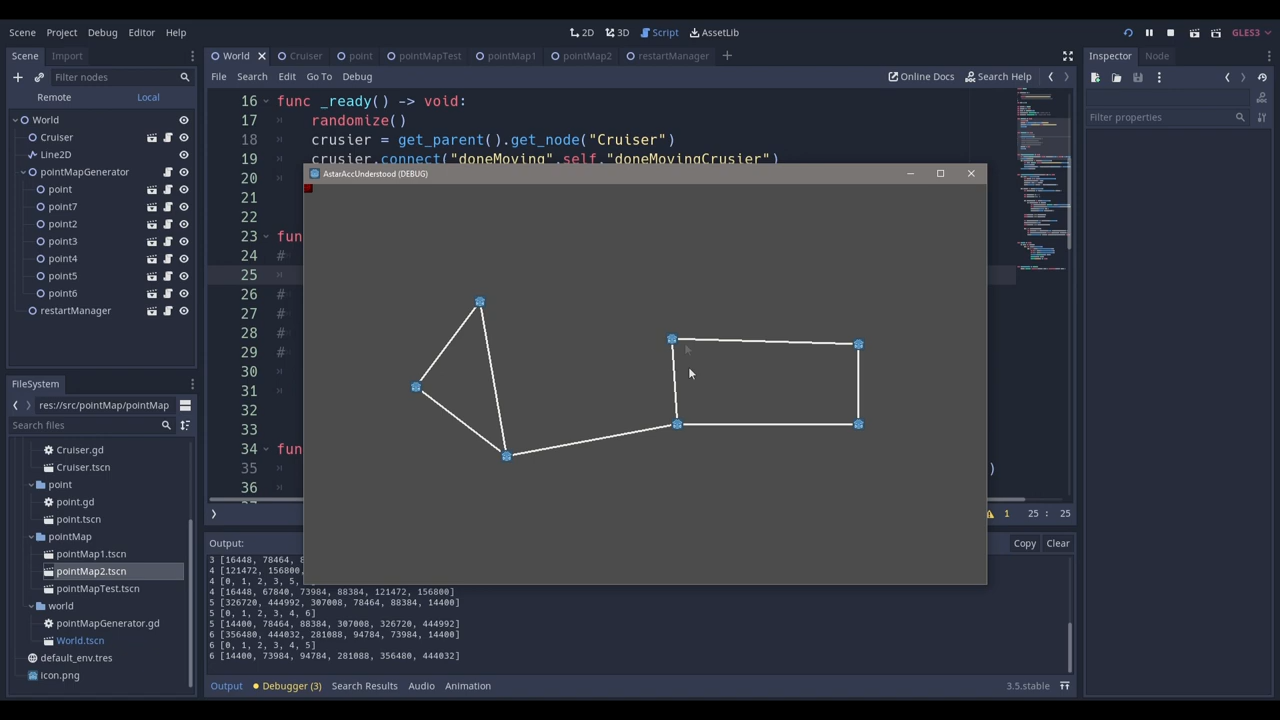 Scene Project Debug Editor Help
2D 3D Script AssetLib
GLES3
Scene Import
World Cruiser point pointMapTest pointMap1 pointMap2 restartManager
Inspector Node
Filter nodes
File Search Edit Go To Debug
Online Docs Search Help
Remote Local
Filter properties
World
Cruiser
Line2D
pointMapGenerator
point
point7
point2
point3
point4
point5
point6
restartManager
16 func _ready() -> void:
17 randomize()
18 crusier = get_parent().get_node("Cruiser")
19 crusier.connect("doneMoving",self,"doneMovingCrusier")
20
21
22
23 fun
24 #
25
26 #
27 #
28 #
29 #
30
31
32
33
34 fun
35 )
36
AstarAccUnderstood (DEBUG)
1 25 : 25
FileSystem
res://src/pointMap/pointMap
Search files
Cruiser.gd
Cruiser.tscn
point
point.gd
point.tscn
pointMap
pointMap1.tscn
pointMap2.tscn
pointMapTest.tscn
world
pointMapGenerator.gd
World.tscn
default_env.tres
icon.png
Output: Copy Clear
3 [16448, 78464, 8
4 [121472, 156800,
4 [0, 1, 2, 3, 5,
4 [16448, 67840, 73984, 88384, 121472, 156800]
5 [326720, 444992, 307008, 78464, 88384, 14400]
5 [0, 1, 2, 3, 4, 6]
5 [14400, 78464, 88384, 307008, 326720, 444992]
6 [356480, 444032, 281088, 94784, 73984, 14400]
6 [0, 1, 2, 3, 4, 5]
6 [14400, 73984, 94784, 281088, 356480, 444032]
Output Debugger (3) Search Results Audio Animation
3.5.stable